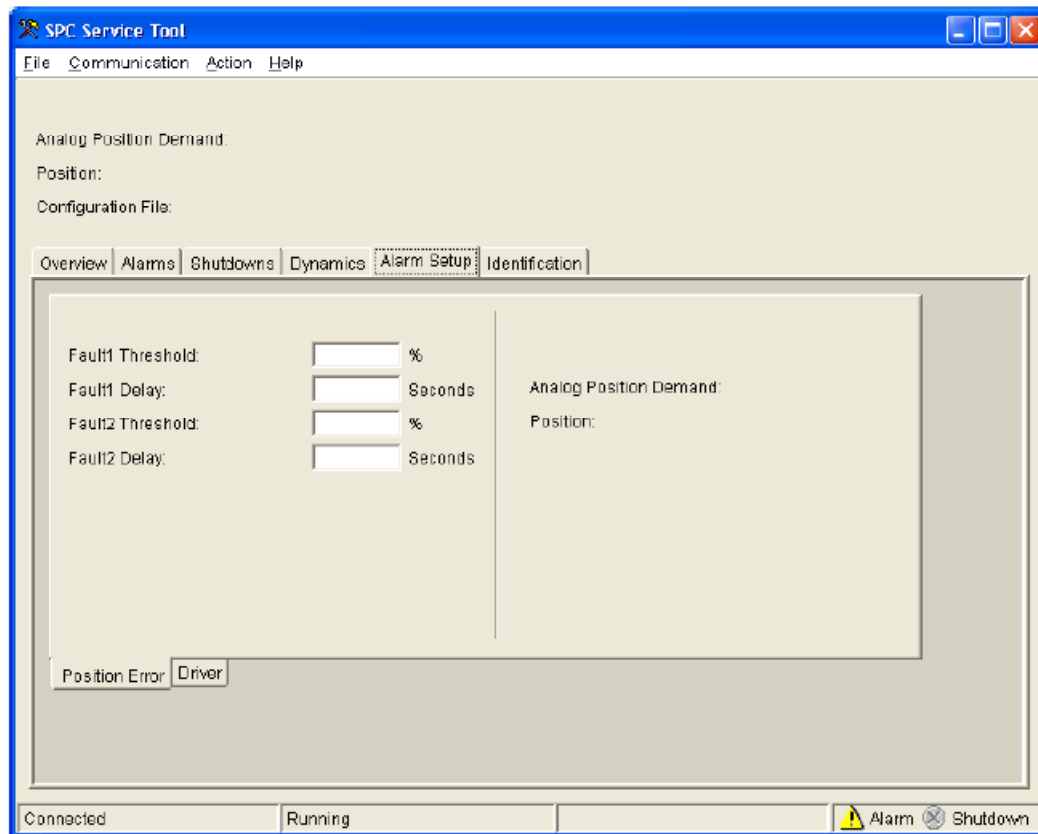 SPC Service Tool
File Communication Action Help
Analog Position Demand:
Position:
Configuration File:
Overview Alarms Shutdowns Dynamics Alarm Setup Identification
Fault1 Threshold: %
Fault1 Delay: Seconds
Fault2 Threshold: %
Fault2 Delay: Seconds
Analog Position Demand:
Position:
Position Error Driver
Connected Running Alarm Shutdown